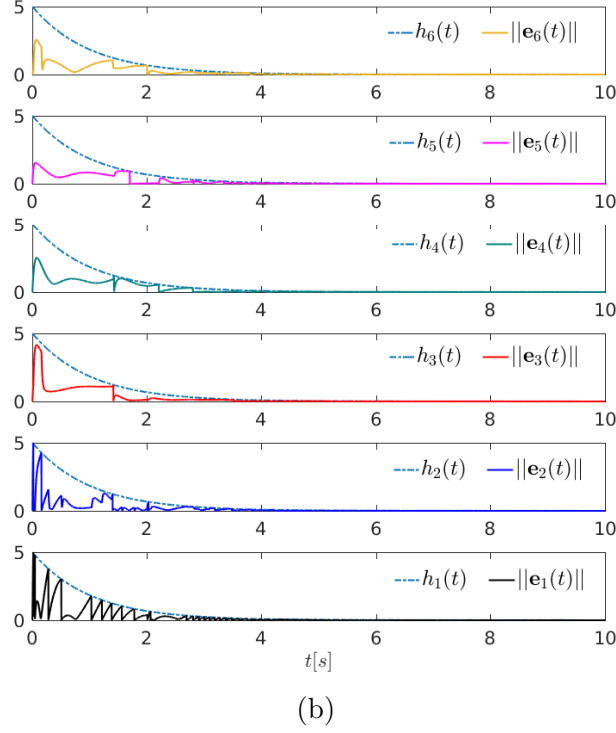 5
h₆(t) ||e₆(t)||
0
0 2 4 6 8 10
5
h₅(t) ||e₅(t)||
0
0 2 4 6 8 10
5
h₄(t) ||e₄(t)||
0
0 2 4 6 8 10
5
h₃(t) ||e₃(t)||
0
0 2 4 6 8 10
5
h₂(t) ||e₂(t)||
0
0 2 4 6 8 10
5
h₁(t) ||e₁(t)||
0
0 2 4 6 8 10
t[s]
(b)